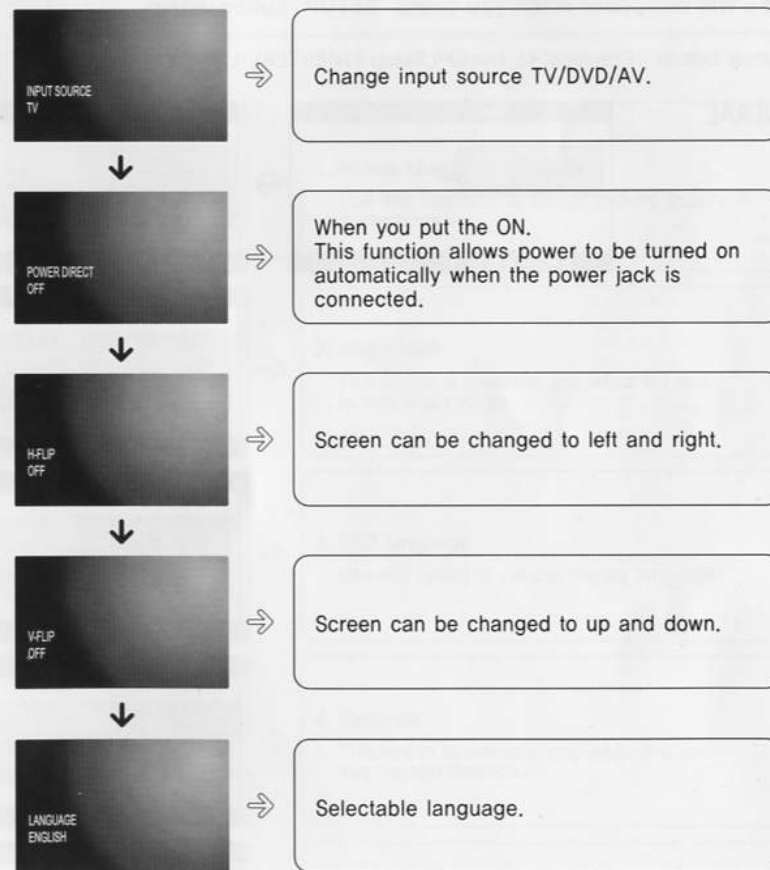 INPUT SOURCE
TV
Change input source TV/DVD/AV.
POWER DIRECT
OFF
When you put the ON.
This function allows power to be turned on
automatically when the power jack is
connected.
H-FLIP
OFF
Screen can be changed to left and right.
V-FLIP
OFF
Screen can be changed to up and down.
LANGUAGE
ENGLISH
Selectable language.